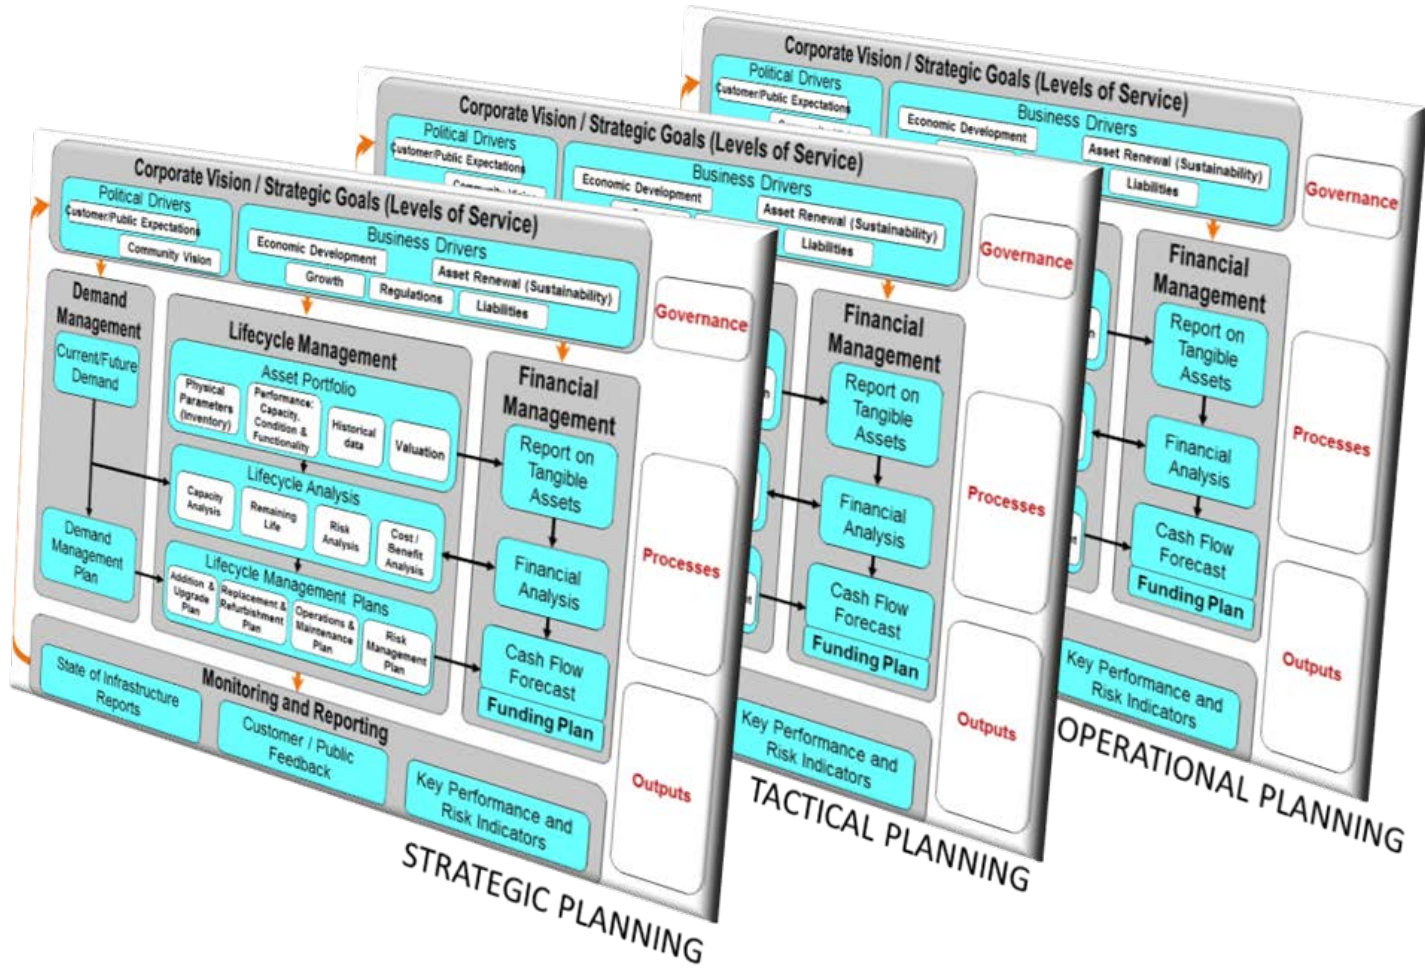 Corporate Vision / Strategic Goals (Levels of Service)
Political Drivers
Customer/Public Expectations
Community Vision
Business Drivers
Economic Development
Asset Renewal (Sustainability)
Growth
Regulations
Liabilities
Governance
Demand
Management
Current/Future
Demand
Demand
Management
Plan
Lifecycle Management
Asset Portfolio
Physical
Parameters
(Inventory)
Performance:
Capacity,
Condition &
Functionality
Historical
data
Valuation
Lifecycle Analysis
Capacity
Analysis
Remaining
Life
Risk
Analysis
Cost /
Benefit
Analysis
Lifecycle Management Plans
Addition &
Upgrade
Plan
Replacement &
Refurbishment
Plan
Operations &
Maintenance
Plan
Risk
Management
Plan
Financial
Management
Report on
Tangible
Assets
Financial
Analysis
Cash Flow
Forecast
Funding Plan
Processes
Monitoring and Reporting
State of Infrastructure
Reports
Customer / Public
Feedback
Key Performance and
Risk Indicators
Outputs
STRATEGIC PLANNING
Corporate Vision / Strategic Goals (Levels of Service)
Political Drivers
Customer/Public Expectations
Community Vision
Business Drivers
Economic Development
Asset Renewal (Sustainability)
Liabilities
Governance
Financial
Management
Report on
Tangible
Assets
Financial
Analysis
Cash Flow
Forecast
Funding Plan
Processes
Key Performance and
Risk Indicators
Outputs
TACTICAL PLANNING
Corporate Vision / Strategic Goals (Levels of Service)
Political Drivers
Customer/Public Expectations
Business Drivers
Economic Development
Asset Renewal (Sustainability)
Liabilities
Governance
Financial
Management
Report on
Tangible
Assets
Financial
Analysis
Cash Flow
Forecast
Funding Plan
Processes
Key Performance and
Risk Indicators
Outputs
OPERATIONAL PLANNING